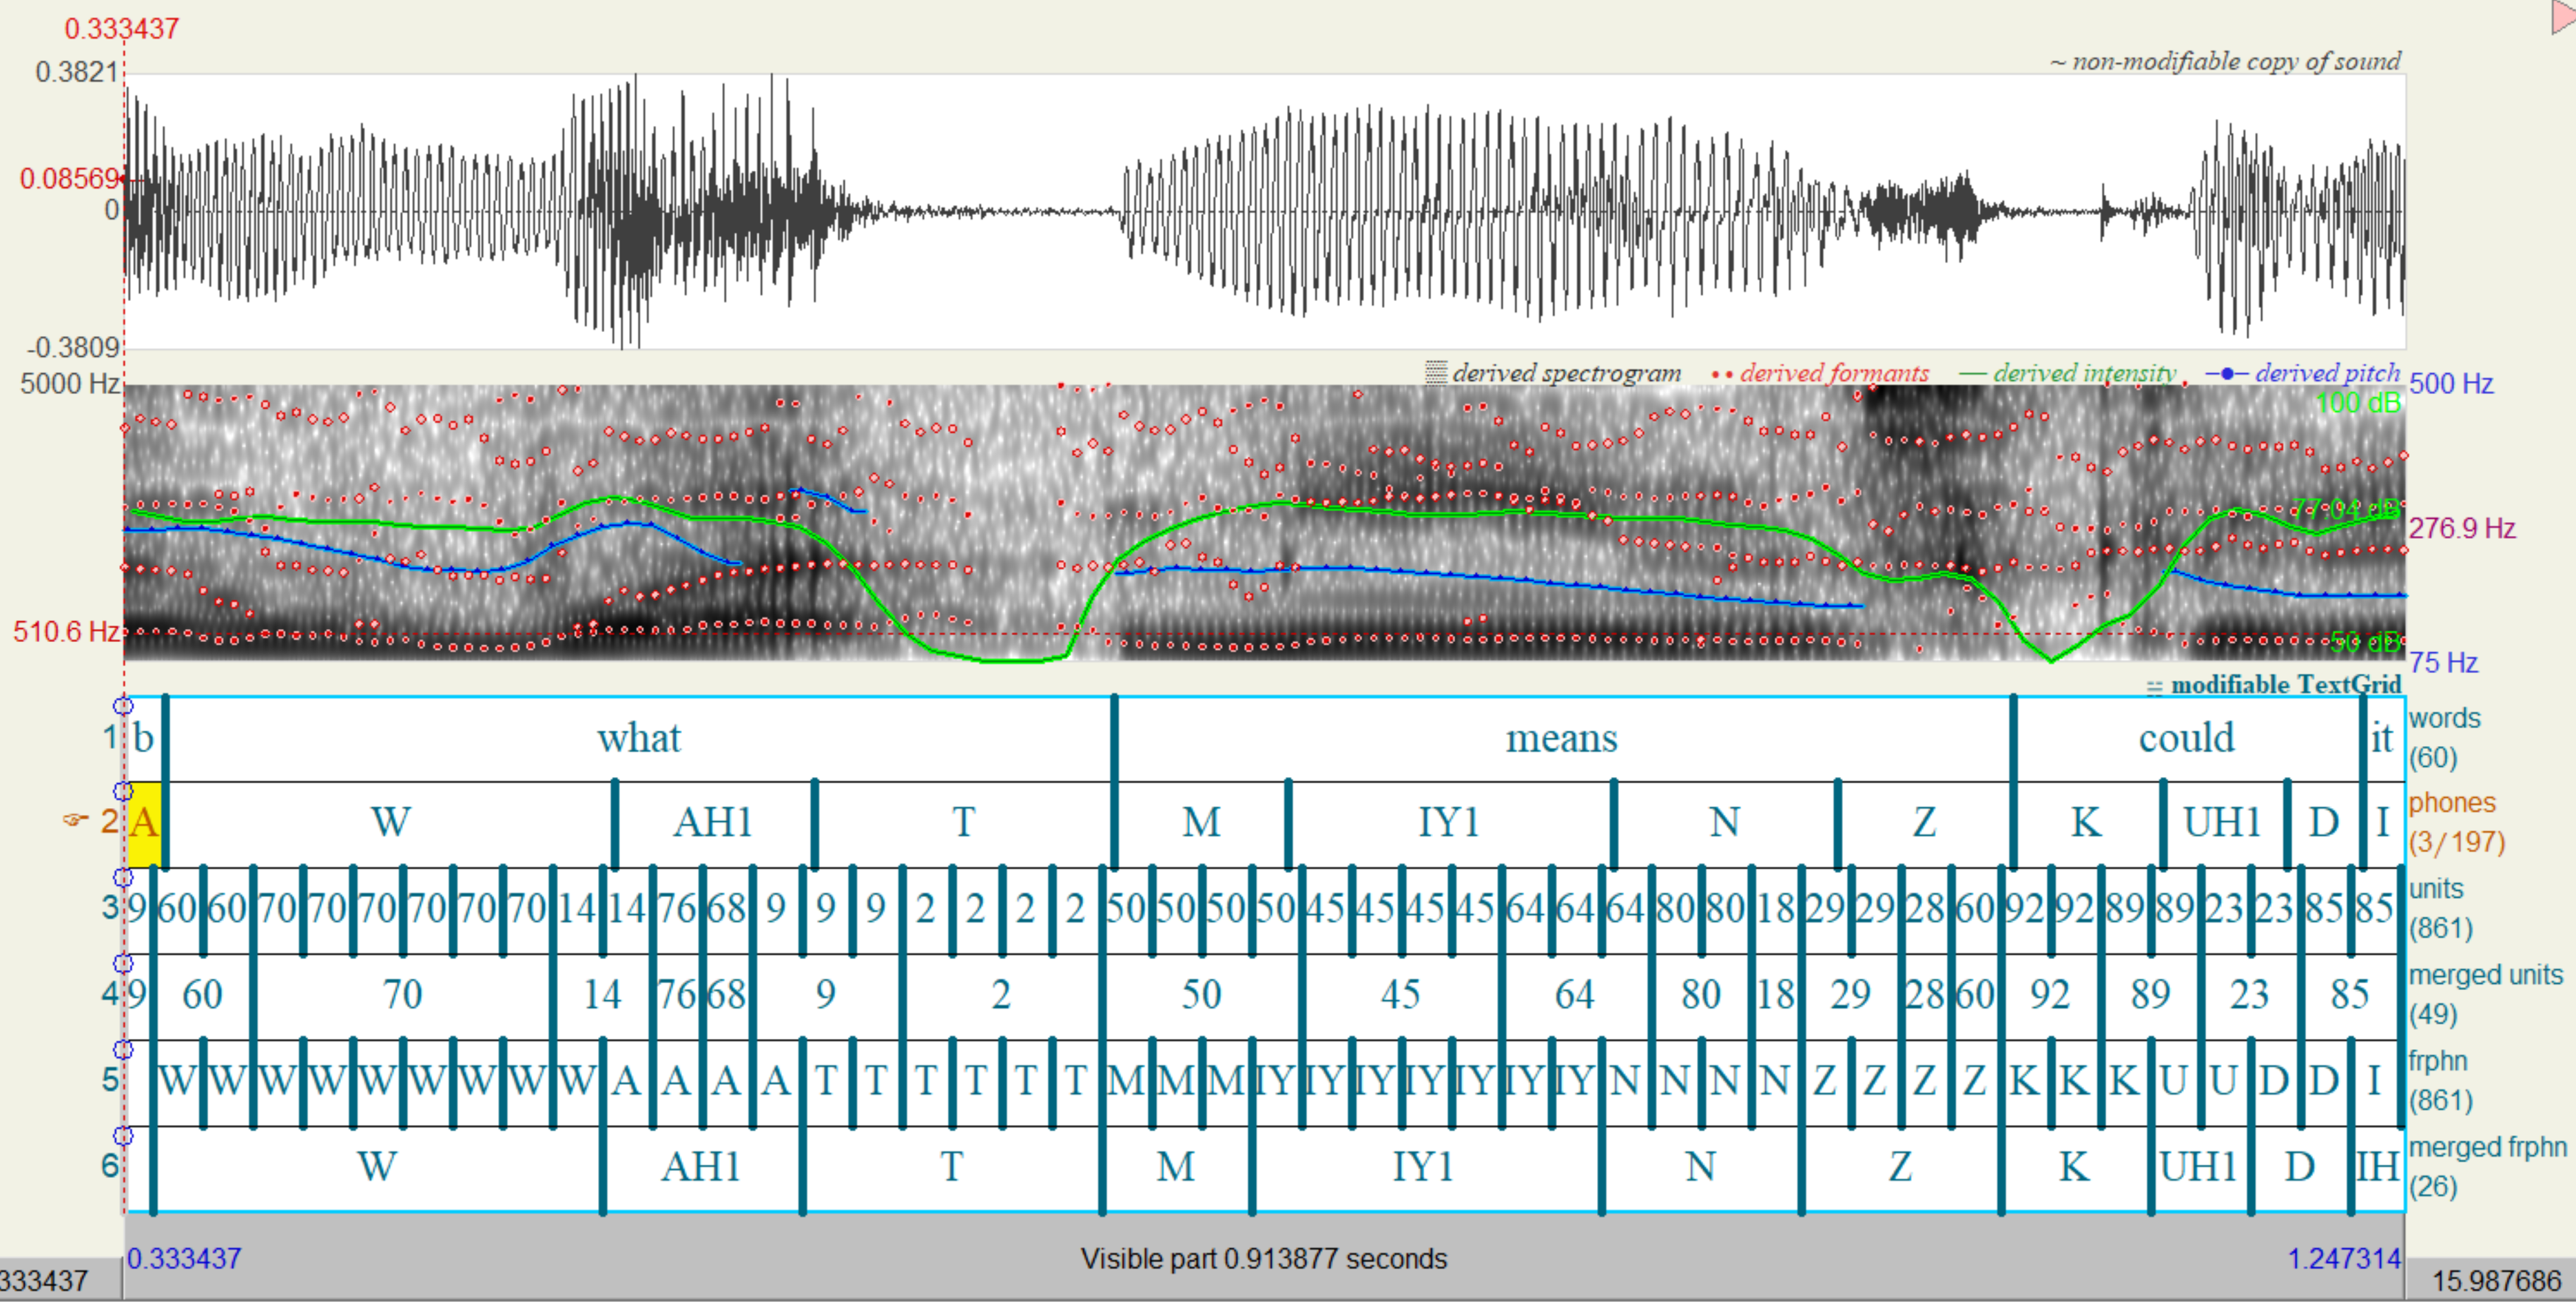 0.333437
0.3821
~ non-modifiable copy of sound
0.08569
0
-0.3809
derived spectrogram •• derived formants — derived intensity derived pitch
5000 Hz
500 Hz
100 dB
77.04 dB
276.9 Hz
510.6 Hz
50 dB
75 Hz
modifiable TextGrid
1 b what means could it words (60)
2 A W AH1 T M IY1 N Z K UH1 D I phones (3/197)
3 9 60 60 70 70 70 70 70 70 14 14 76 68 9 9 9 2 2 2 2 50 50 50 50 45 45 45 45 64 64 64 80 80 18 29 29 28 60 92 92 89 89 23 23 85 85 units (861)
4 9 60 70 14 76 68 9 2 50 45 64 80 18 29 28 60 92 89 23 85 merged units (49)
5 W W W W W W W W W A A A A T T T T T T M M M IY IY IY IY IY IY IY N N N N Z Z Z Z K K K U U D D I frphn (861)
6 W AH1 T M IY1 N Z K UH1 D IH merged frphn (26)
0.333437 Visible part 0.913877 seconds 1.247314
333437 15.987686